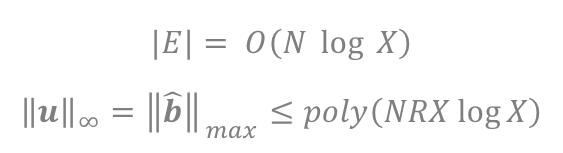 |E| = O(N log X)
‖u‖∞ = ‖b̂‖max ≤ poly(NRX log X)